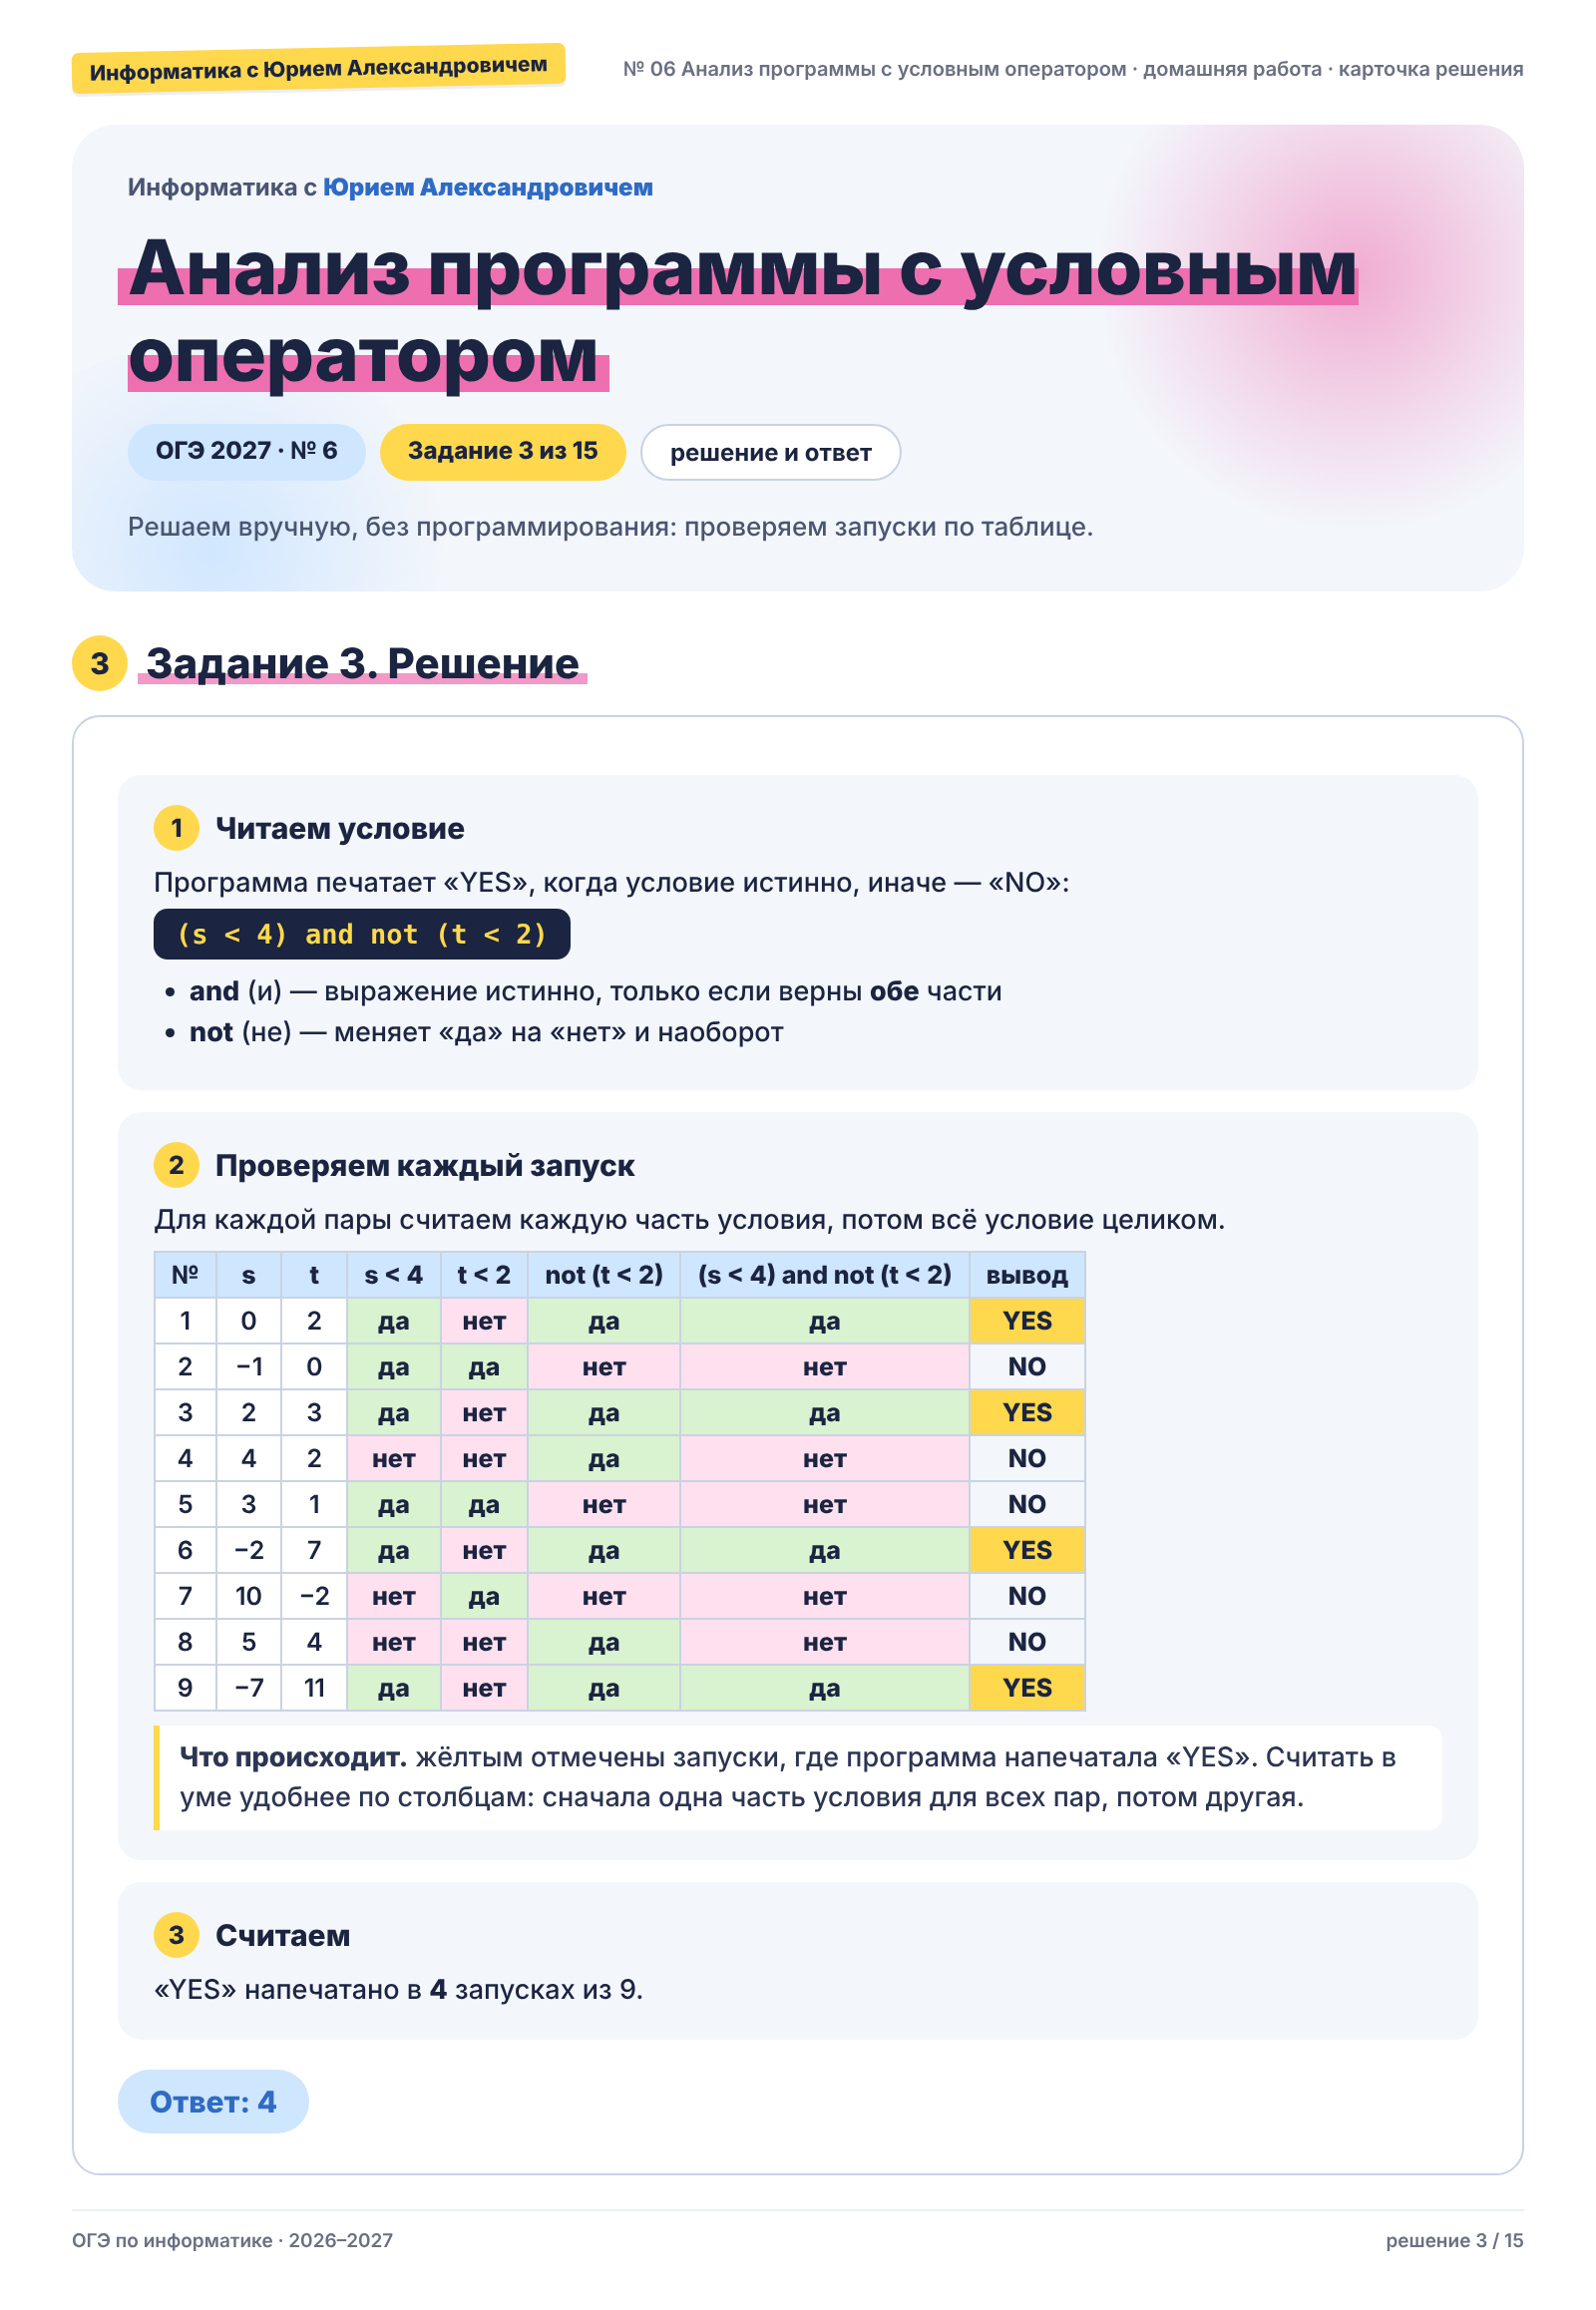 Информатика с Юрием Александровичем
№ 06 Анализ программы с условным оператором · домашняя работа · карточка решения
Информатика с Юрием Александровичем
Анализ программы с условным
оператором
ОГЭ 2027 · № 6
Задание 3 из 15
решение и ответ
Решаем вручную, без программирования: проверяем запуски по таблице.
3 Задание 3. Решение
1 Читаем условие
Программа печатает «YES», когда условие истинно, иначе — «NO»:
(s < 4) and not (t < 2)
• and (и) — выражение истинно, только если верны обе части
• not (не) — меняет «да» на «нет» и наоборот
2 Проверяем каждый запуск
Для каждой пары считаем каждую часть условия, потом всё условие целиком.
№ s t s < 4 t < 2 not (t < 2) (s < 4) and not (t < 2) вывод
1 0 2 да нет да да YES
2 −1 0 да да нет нет NO
3 2 3 да нет да да YES
4 4 2 нет нет да нет NO
5 3 1 да да нет нет NO
6 −2 7 да нет да да YES
7 10 −2 нет да нет нет NO
8 5 4 нет нет да нет NO
9 −7 11 да нет да да YES
Что происходит. жёлтым отмечены запуски, где программа напечатала «YES». Считать в
уме удобнее по столбцам: сначала одна часть условия для всех пар, потом другая.
3 Считаем
«YES» напечатано в 4 запусках из 9.
Ответ: 4
ОГЭ по информатике · 2026–2027
решение 3 / 15